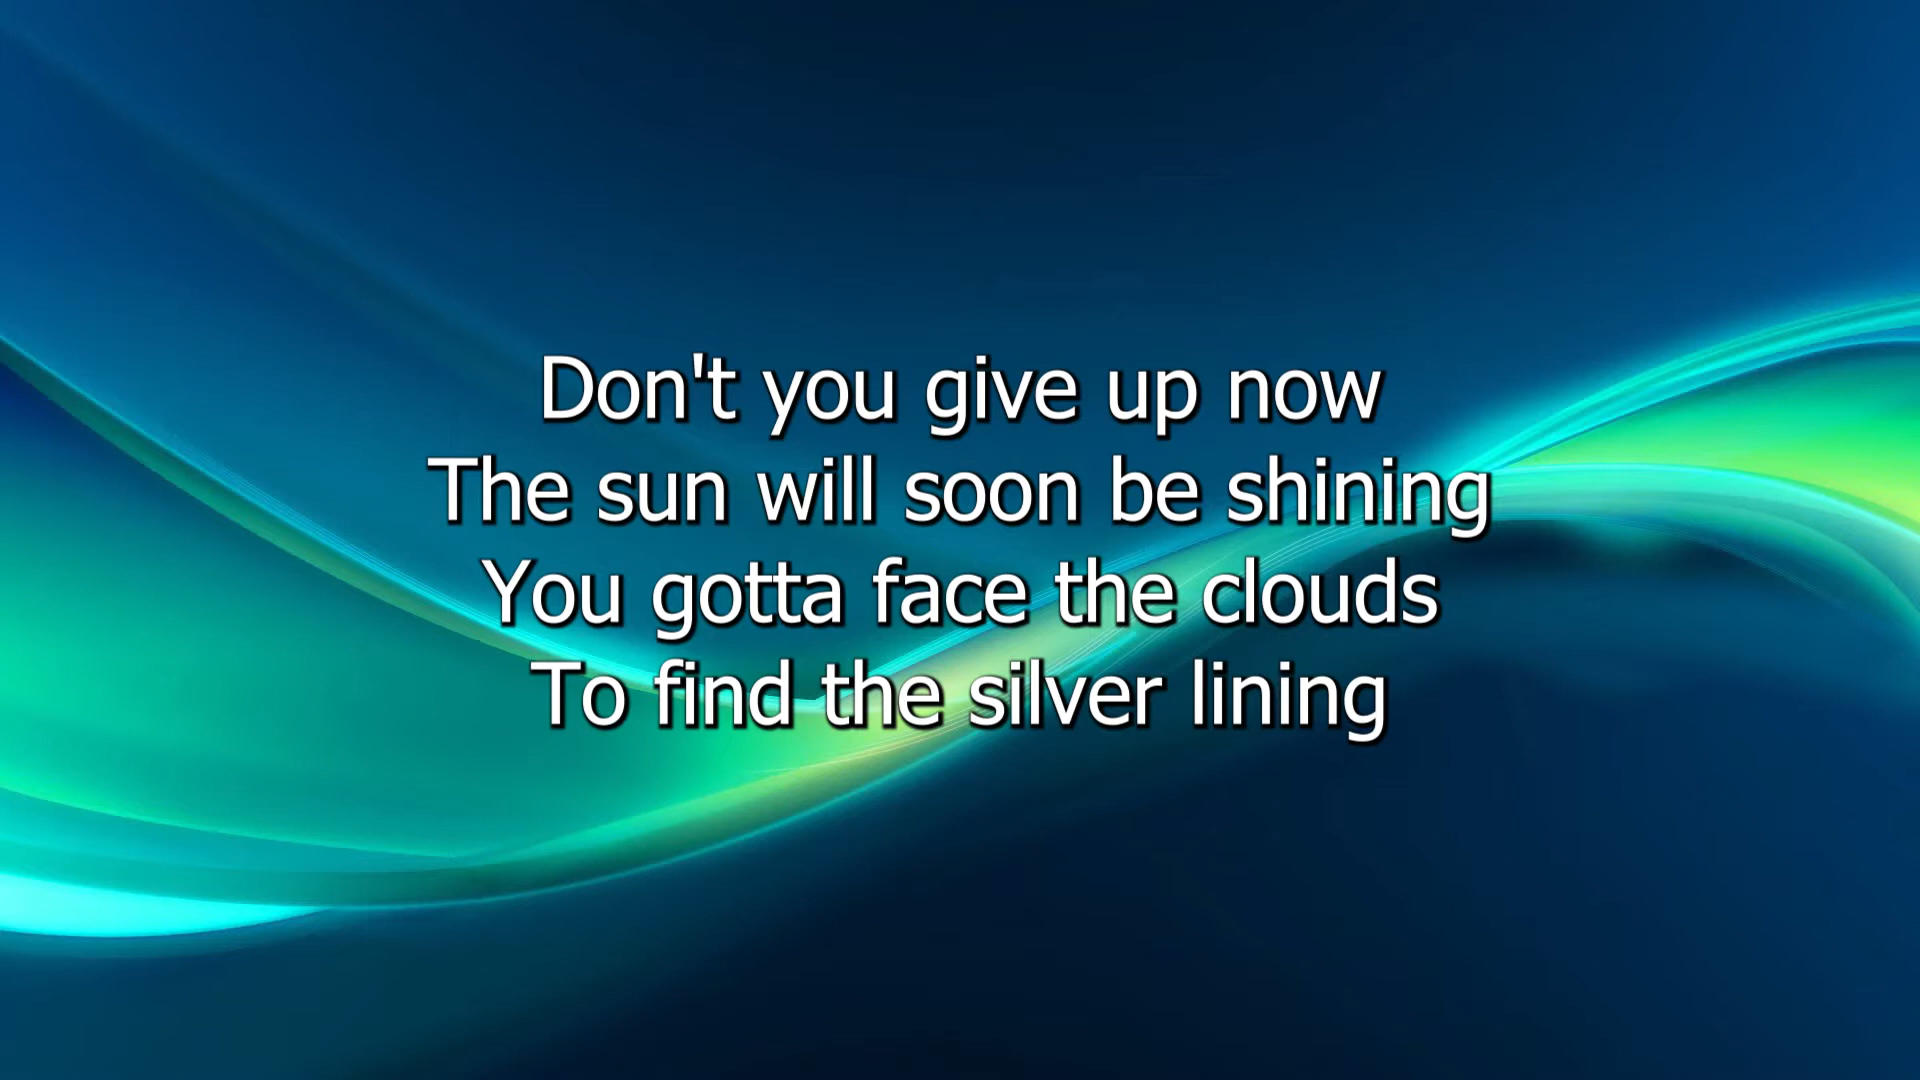 Don't you give up now
The sun will soon be shining
You gotta face the clouds
To find the silver lining